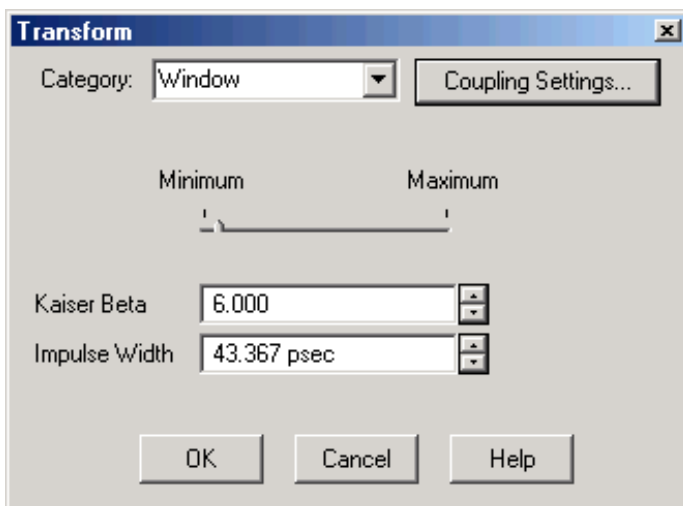 Transform
Category: Window Coupling Settings...
Minimum Maximum
Kaiser Beta 6.000
Impulse Width 43.367 psec
OK Cancel Help